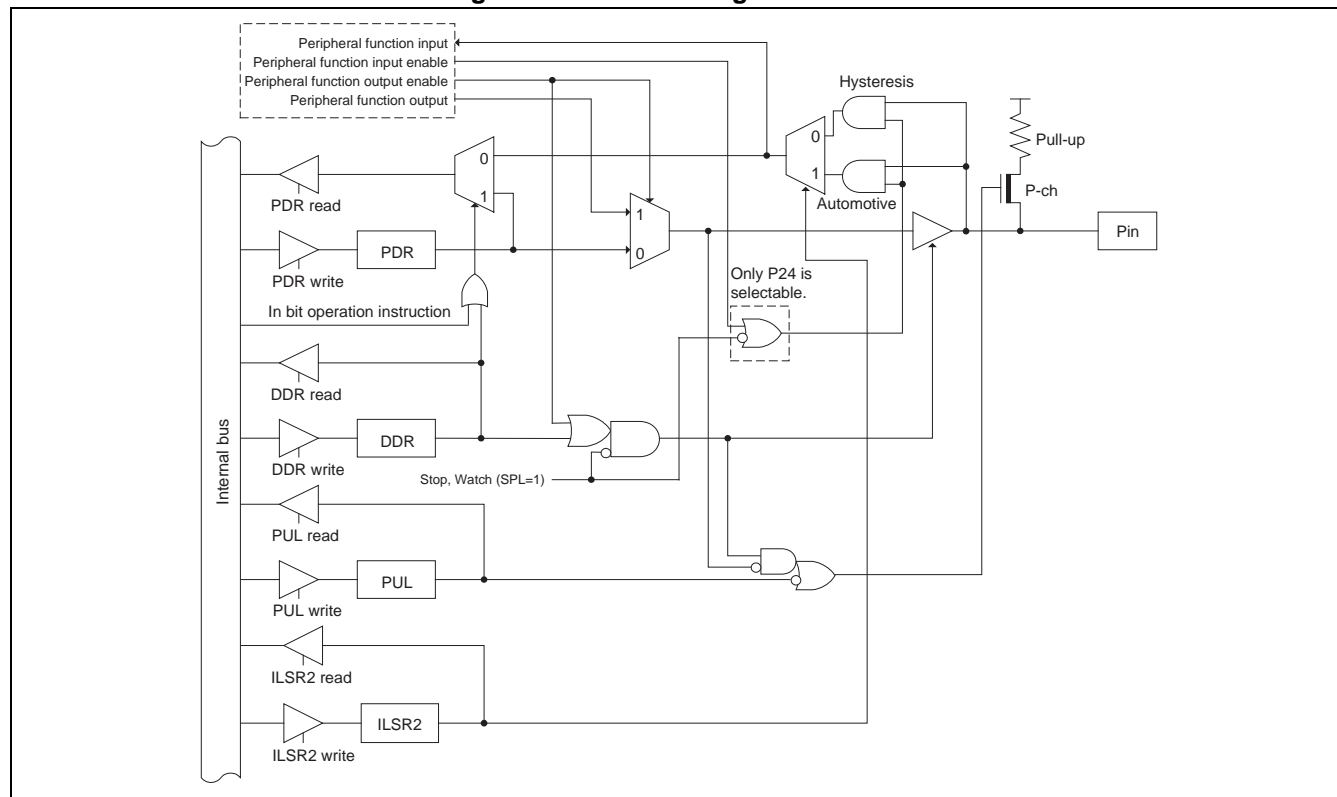 Peripheral function input
Peripheral function input enable
Peripheral function output enable
Peripheral function output
Hysteresis
0
1
Automotive
Pull-up
P-ch
Pin
0
1
PDR read
PDR
PDR write
1
0
Only P24 is
selectable.
In bit operation instruction
DDR read
DDR
DDR write
Stop, Watch (SPL=1)
Internal bus
PUL read
PUL
PUL write
ILSR2 read
ILSR2
ILSR2 write